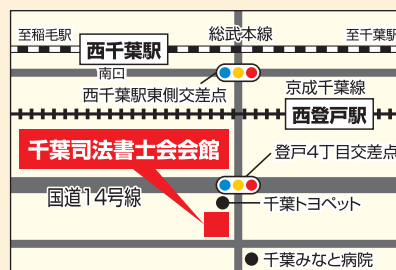 至稲毛駅
総武本線
至千葉駅
西千葉駅
南口
西千葉駅東側交差点
京成千葉線
西登戸駅
千葉司法書士会会館
登戸4丁目交差点
国道14号線
千葉トヨペット
千葉みなと病院